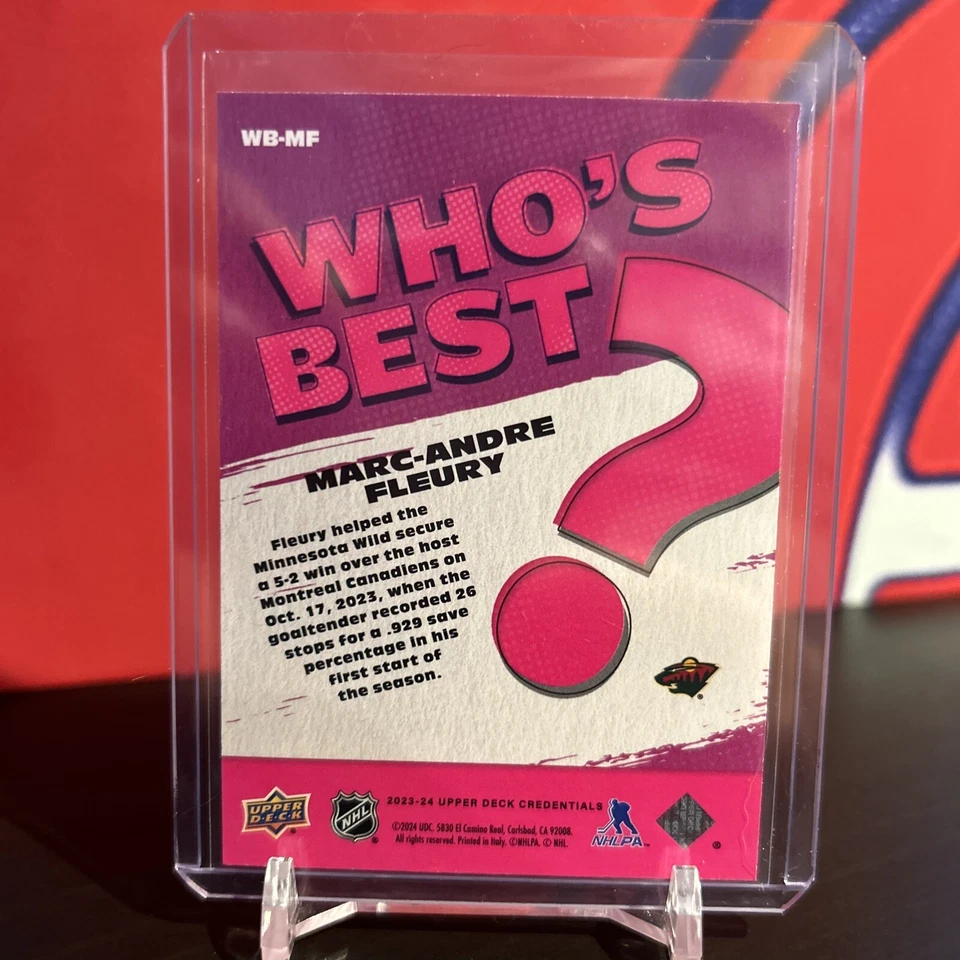 WB-MF
WHO'S
BEST
MARC-ANDRE
FLEURY
Fleury helped the
Minnesota Wild secure
a 5-2 win over the host
Montreal Canadiens on
Oct. 17, 2023, when the
goaltender recorded 26
stops for a .929 save
percentage in his
first start of
the season.
UPPER
D·E·C·K
NHL
2023-24 UPPER DECK CREDENTIALS
©2024 UDC. 5830 El Camino Real, Carlsbad, CA 92008.
All rights reserved. Printed in Italy. ©NHLPA. © NHL.
NHLPA™